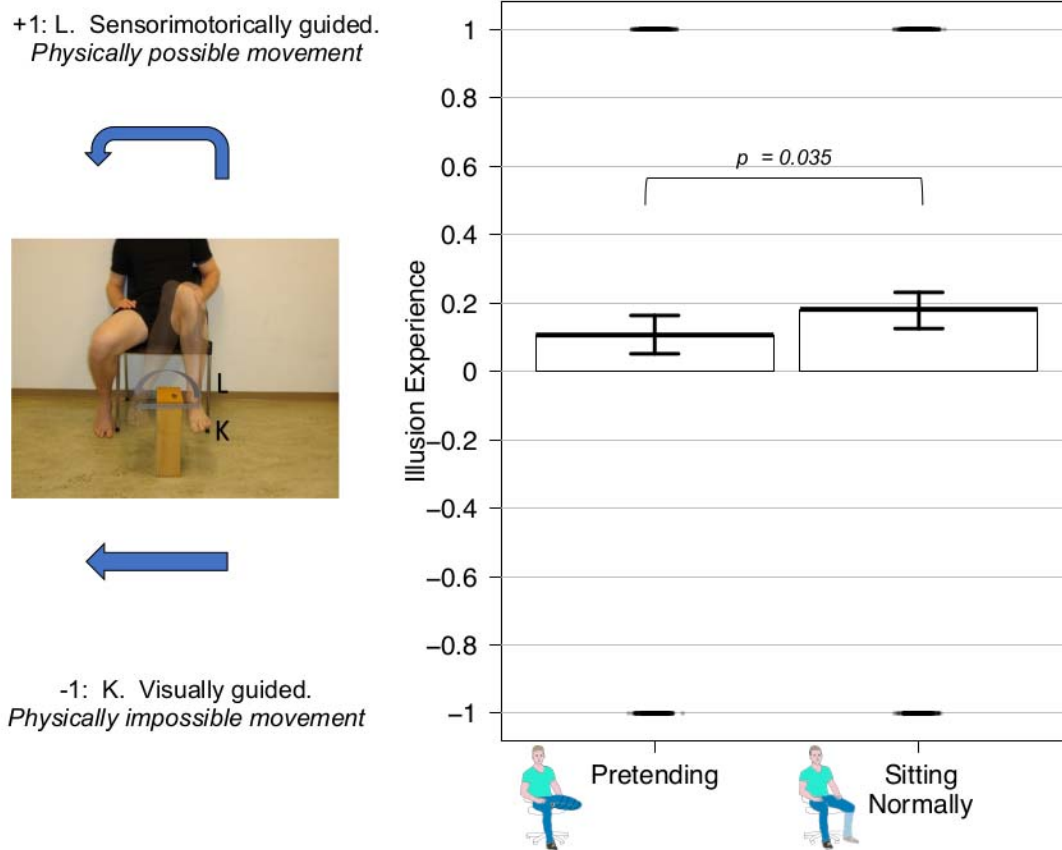 +1: L. Sensorimotorically guided.
Physically possible movement
L
K
-1: K. Visually guided.
Physically impossible movement
Illusion Experience
1
0.8
0.6
0.4
0.2
0
−0.2
−0.4
−0.6
−0.8
−1
p = 0.035
Pretending
Sitting
Normally